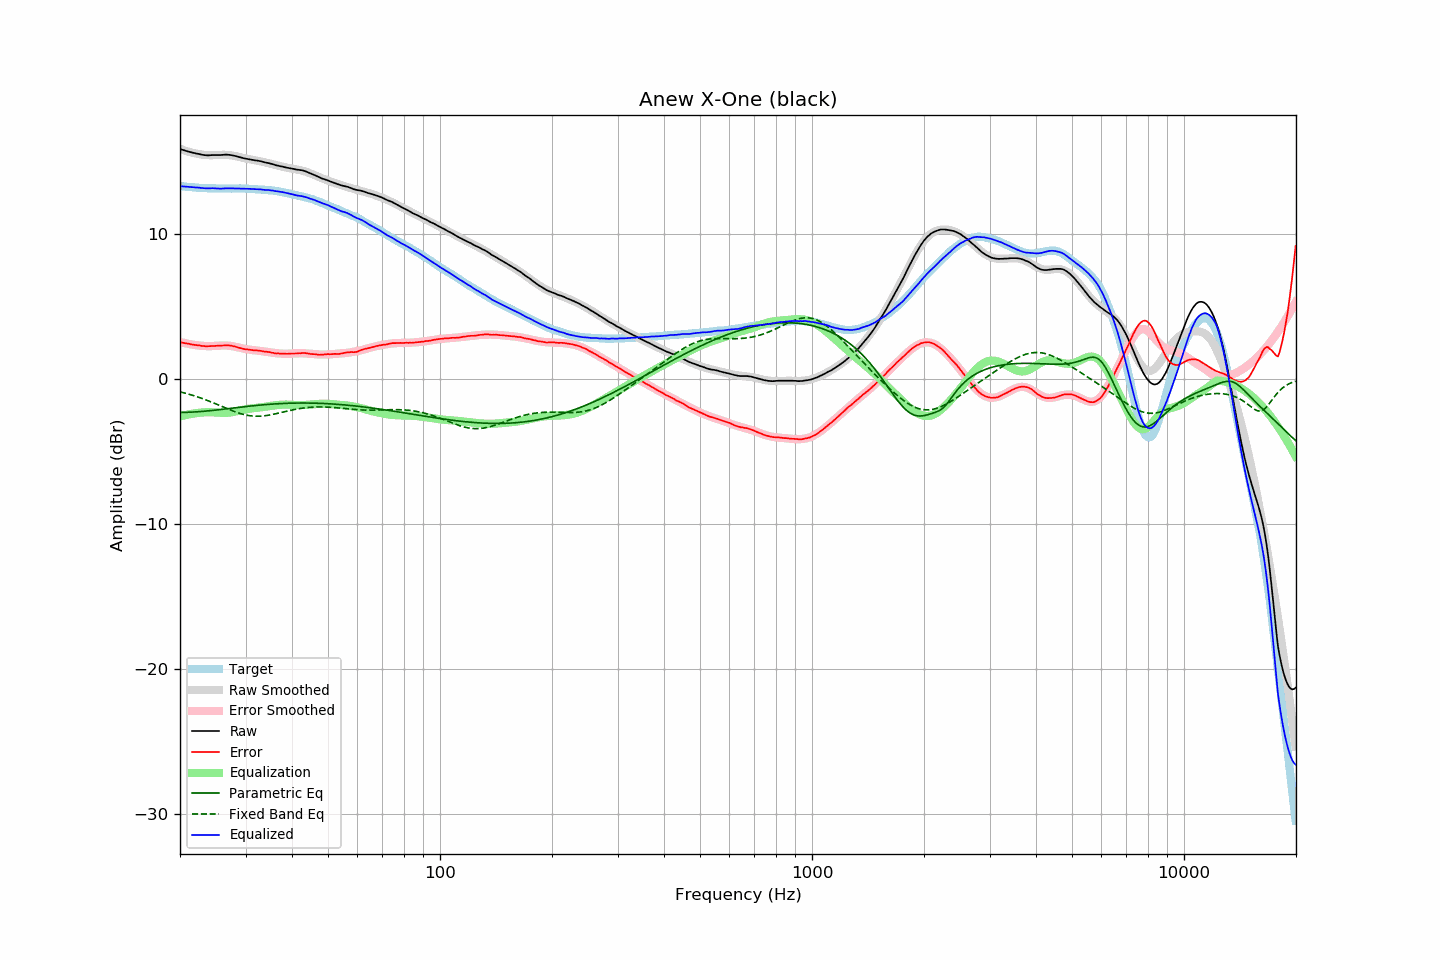 Anew X-One (black)
10
0
−10
−20
−30
Amplitude (dBr)
Target
Raw Smoothed
Error Smoothed
Raw
Error
Equalization
Parametric Eq
Fixed Band Eq
Equalized
100
1000
10000
Frequency (Hz)